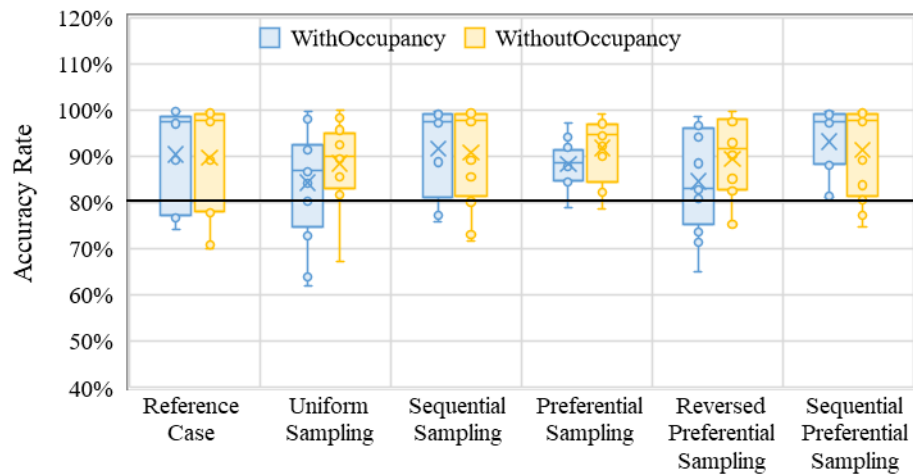 120%
WithOccupancy WithoutOccupancy
110%
100%
90%
80%
70%
60%
50%
40%
Accuracy Rate
Reference
Case
Uniform
Sampling
Sequential
Sampling
Preferential
Sampling
Reversed
Preferential
Sampling
Sequential
Preferential
Sampling